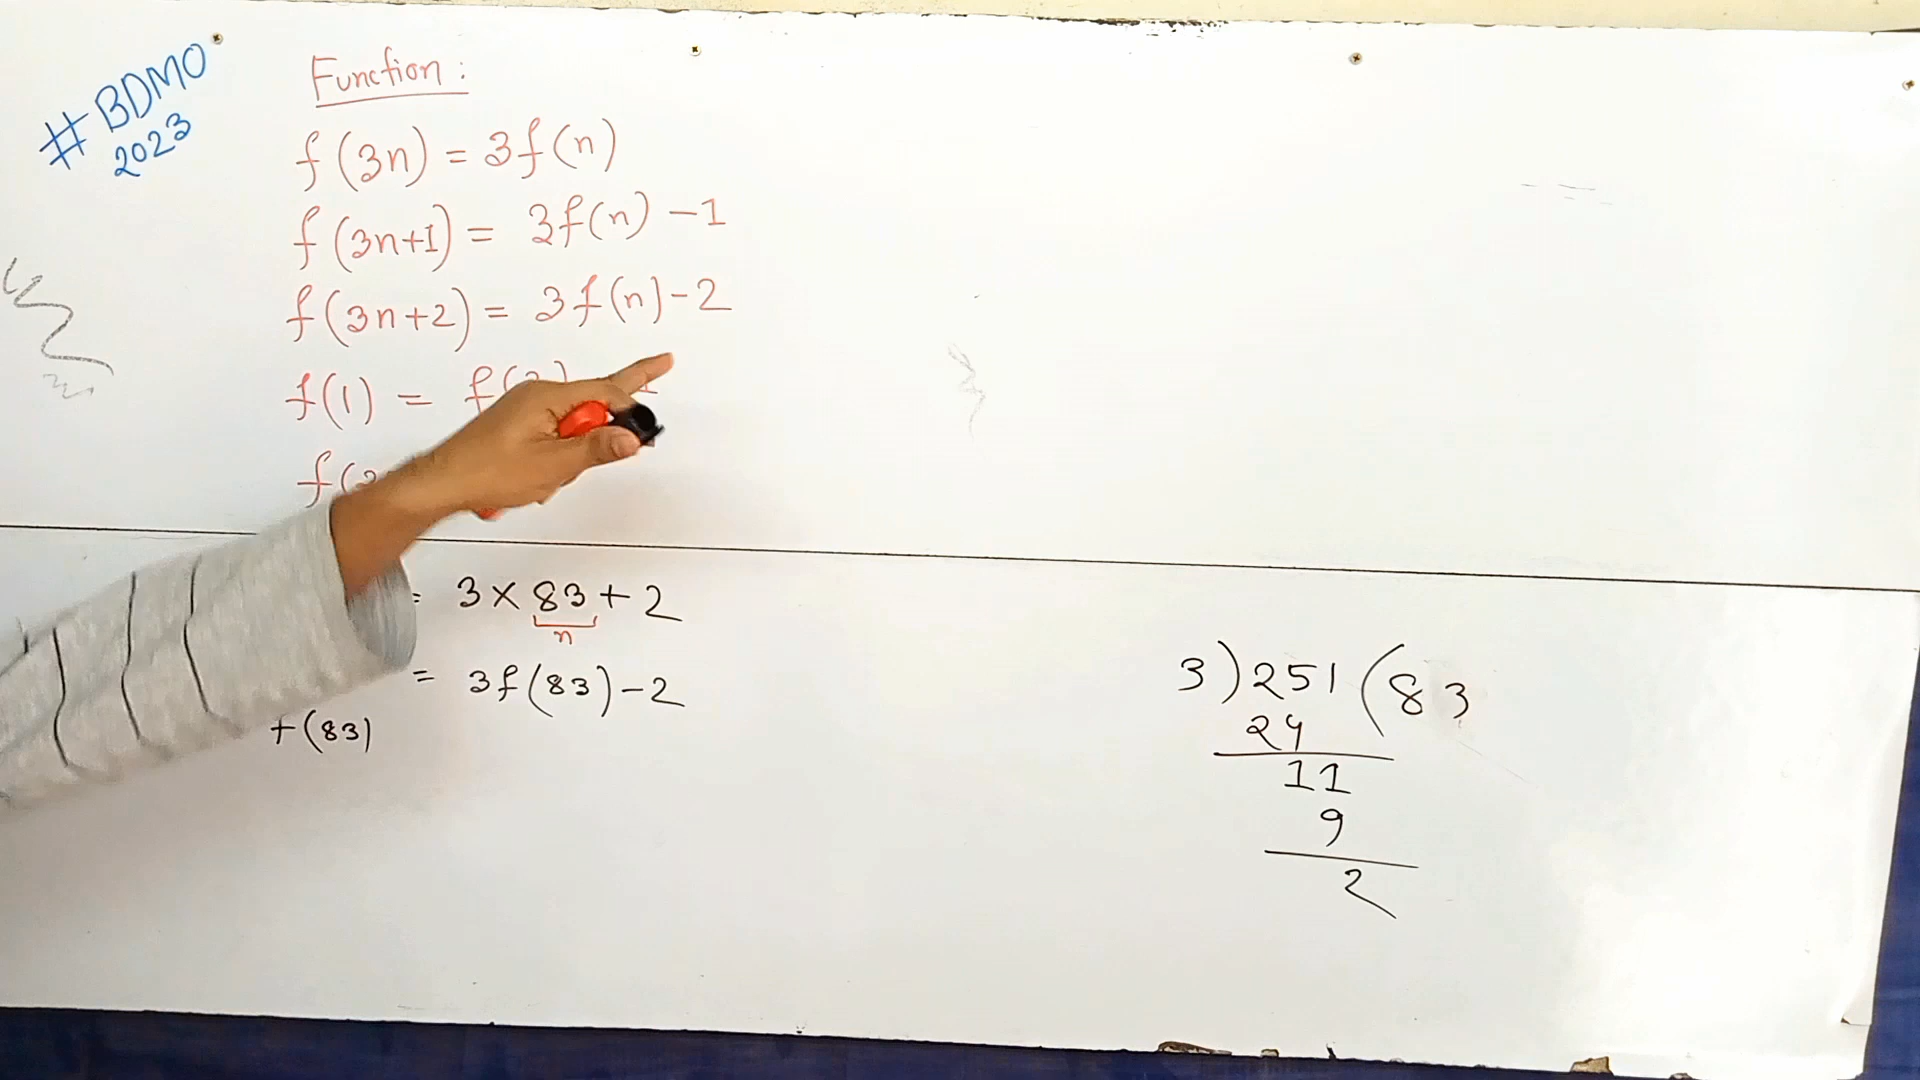 #BDMO
2023
Function:
f(3n) = 3f(n)
f(3n+1) = 3f(n) -1
f(3n+2) = 3f(n)-2
f(1) =
= 3 × 83 + 2
n
= 3f(83)-2
+(83)
3)251(83
24
11
9
2